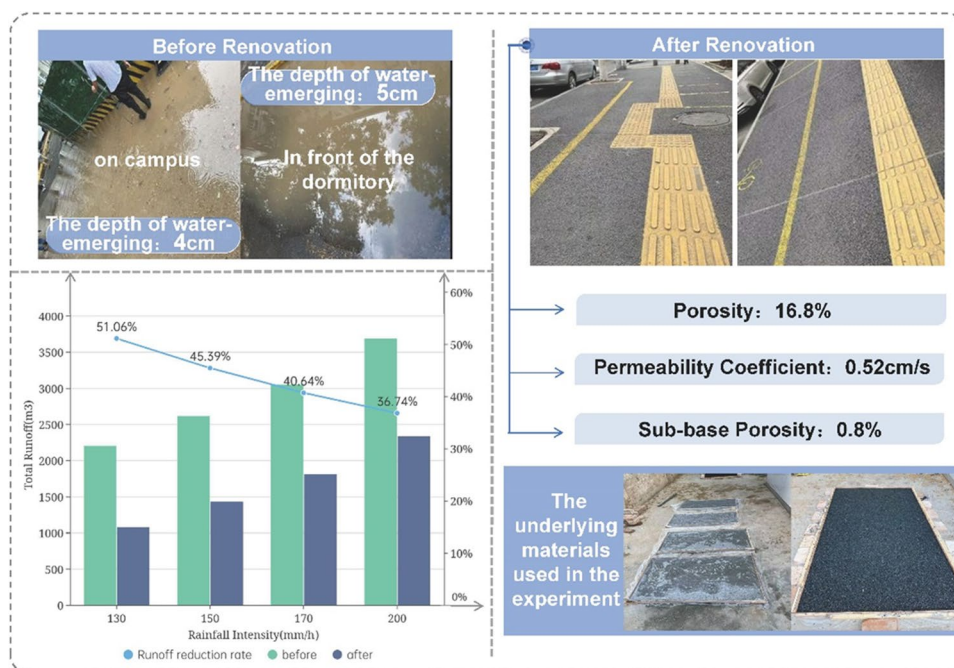 Before Renovation
on campus
The depth of water-
emerging：4cm
The depth of water-
emerging：5cm
In front of the
dormitory
After Renovation
Porosity：16.8%
Permeability Coefficient：0.52cm/s
Sub-base Porosity：0.8%
The
underlying
materials
used in the
experiment
Total Runoff(m3)
4000
3500
3000
2500
2000
1500
1000
500
0
51.06%
45.39%
40.64%
36.74%
60%
50%
40%
30%
20%
10%
0%
130 150 170 200
Rainfall Intensity(mm/h)
Runoff reduction rate before after